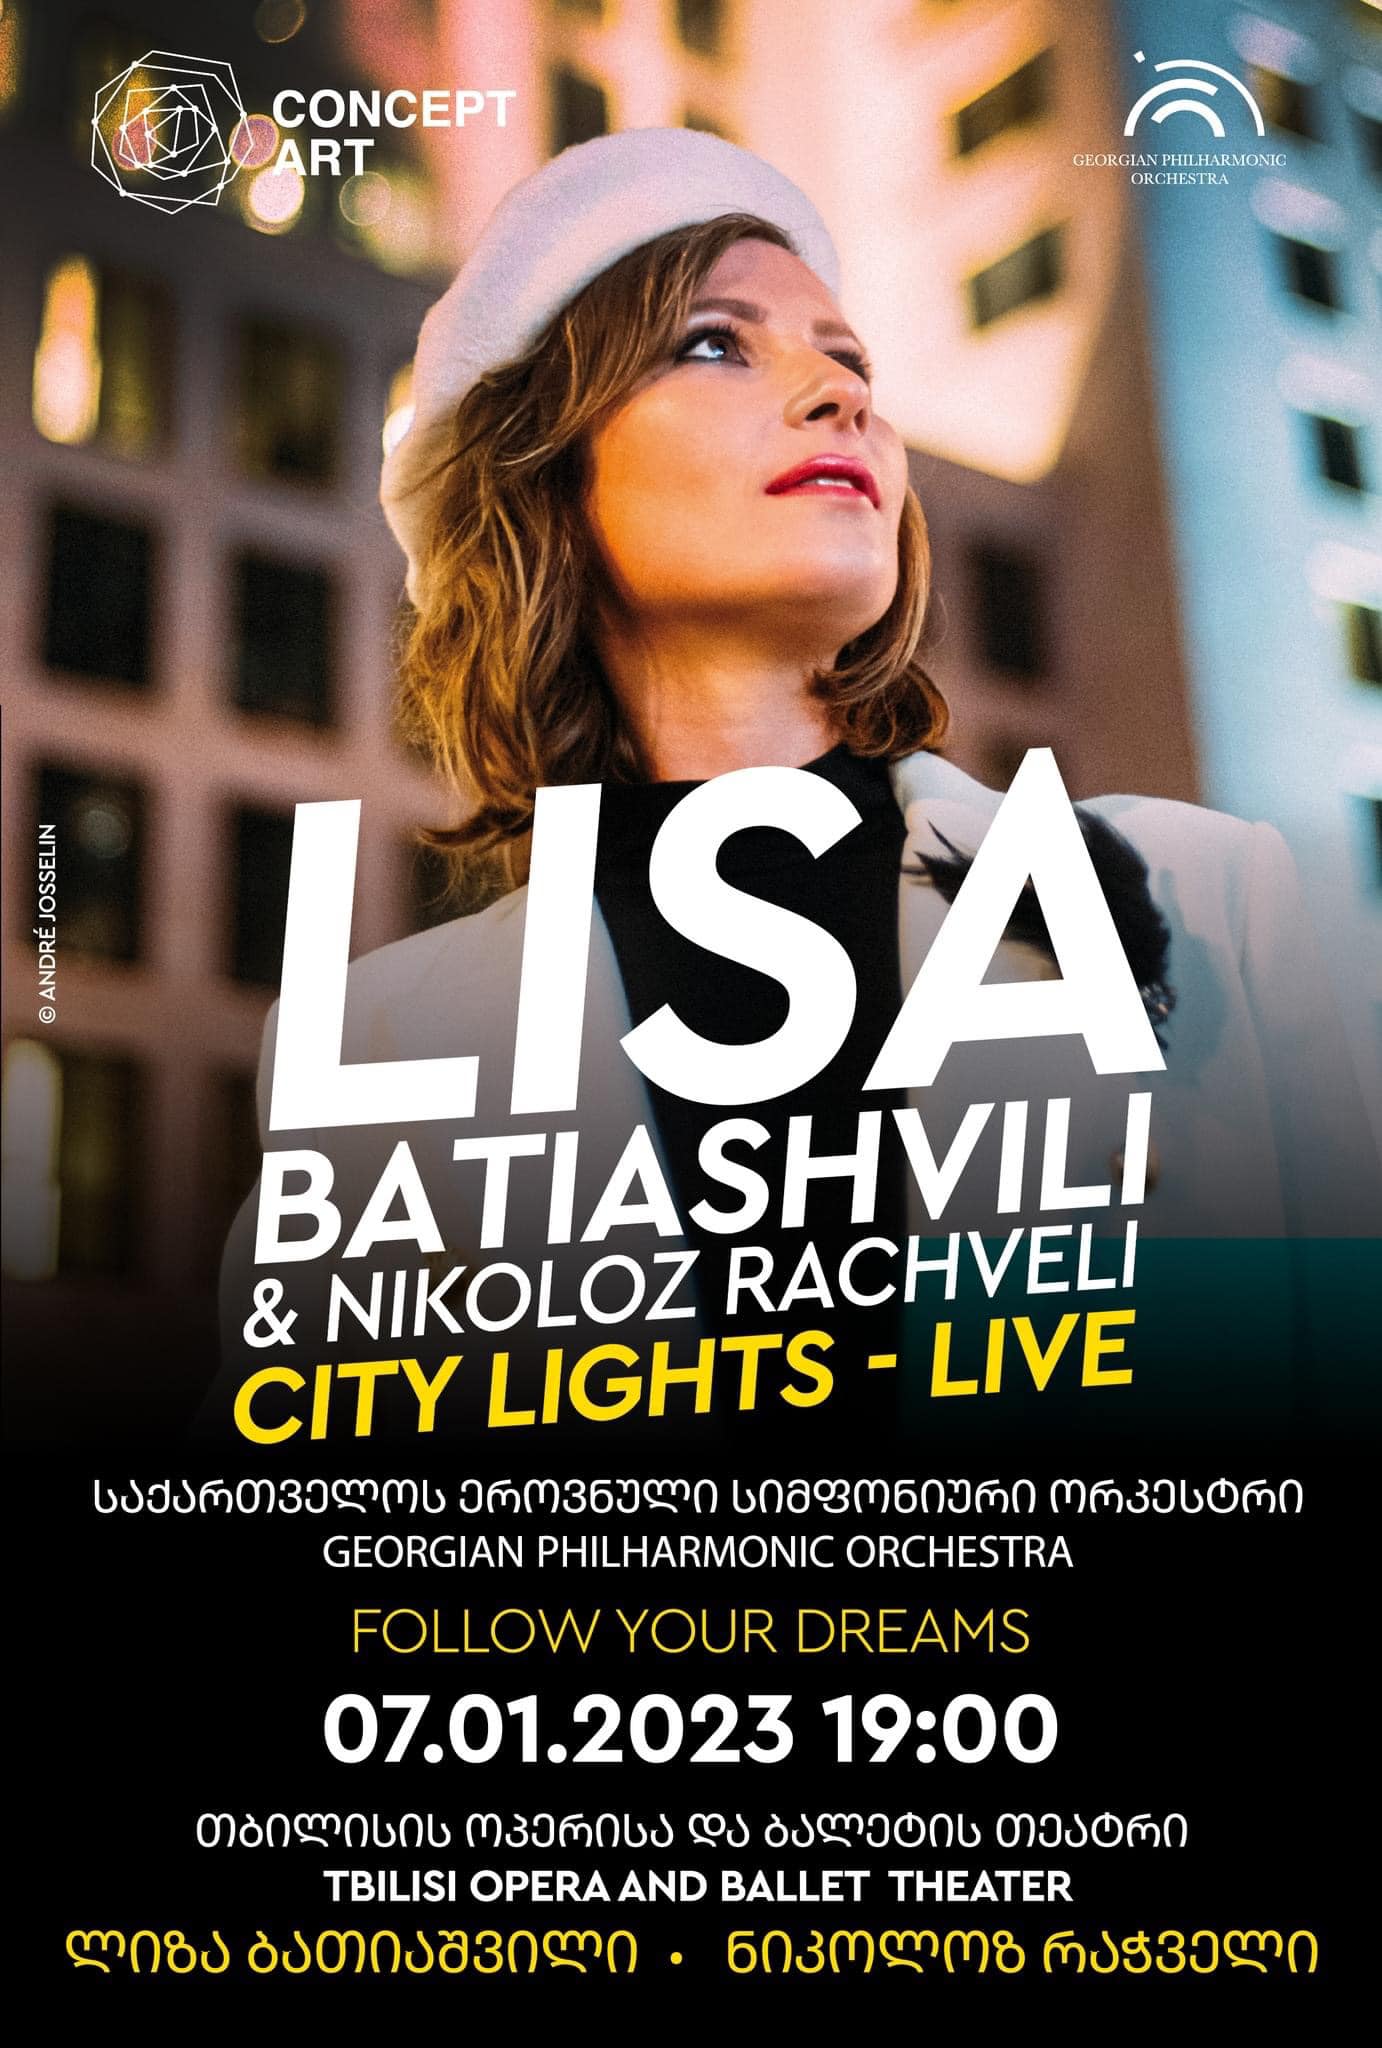 CONCEPT
ART
GEORGIAN PHILHARMONIC
ORCHESTRA
© ANDRÉ JOSSELIN
LISA
BATIASHVILI
& NIKOLOZ RACHVELI
CITY LIGHTS - LIVE
საქართველოს ეროვნული სიმფონიური ორკესტრი
GEORGIAN PHILHARMONIC ORCHESTRA
FOLLOW YOUR DREAMS
07.01.2023 19:00
თბილისის ოპერისა და ბალეტის თეატრი
TBILISI OPERA AND BALLET THEATER
ლიზა ბათიაშვილი • ნიკოლოზ რაჭველი